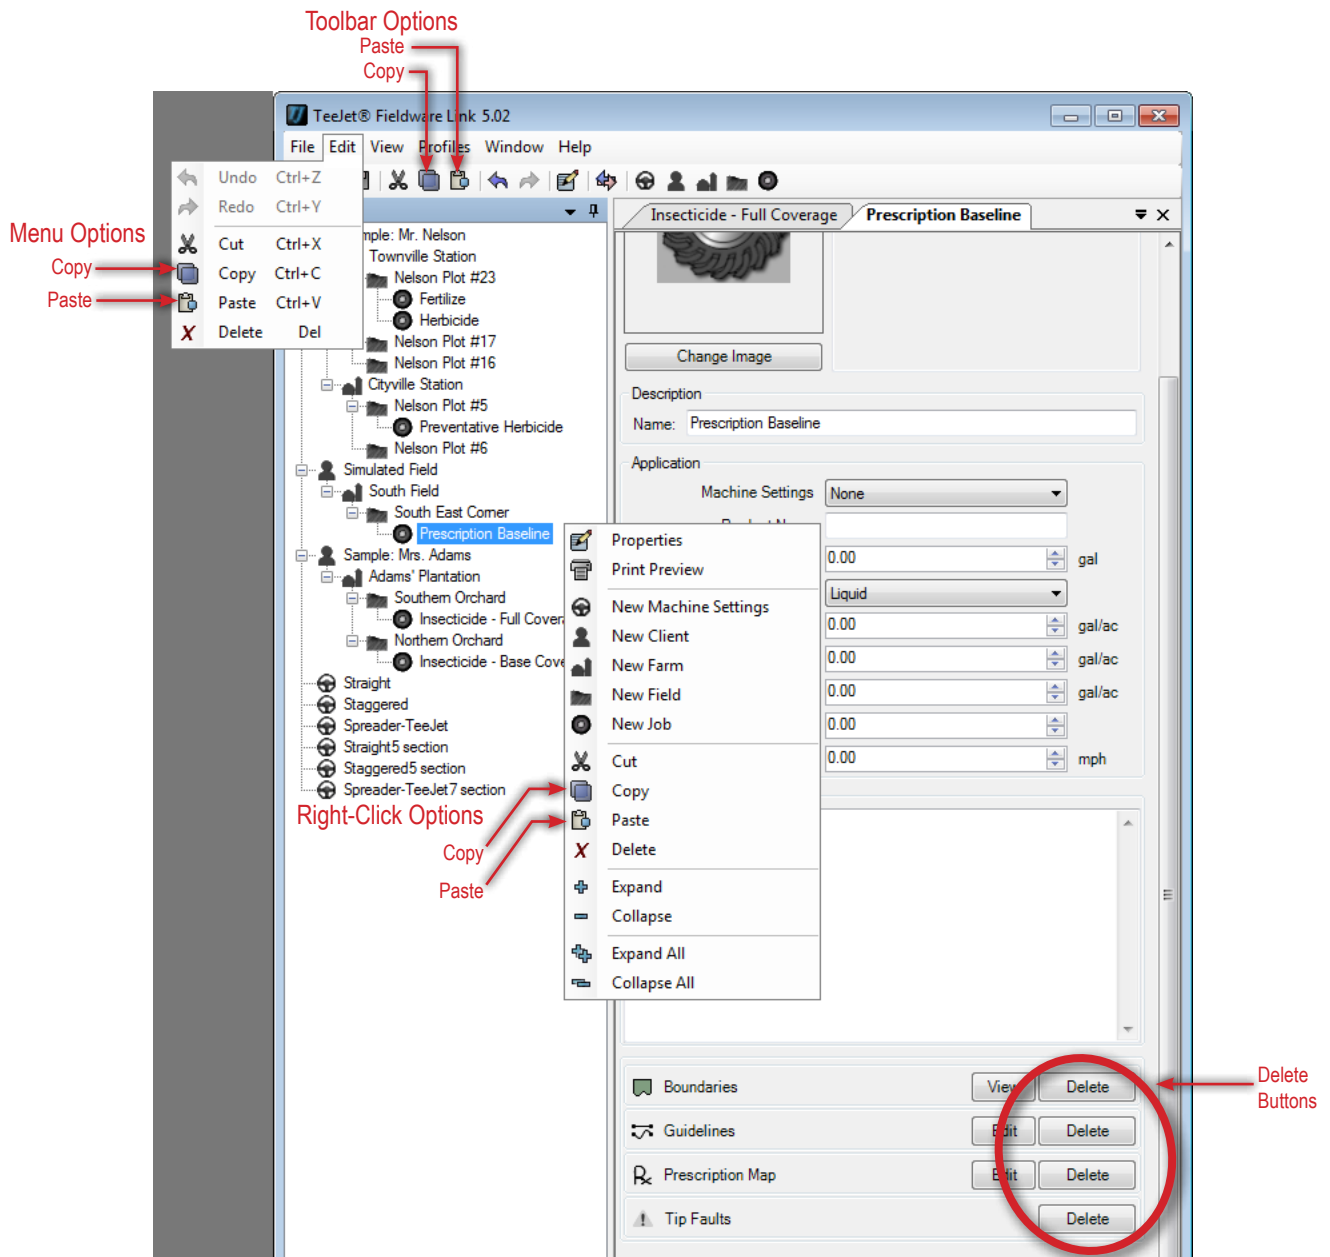 Toolbar Options
Paste
Copy
TeeJet® Fieldware Link 5.02
File Edit View Profiles Window Help
Undo Ctrl+Z
Redo Ctrl+Y
Cut Ctrl+X
Copy Ctrl+C
Paste Ctrl+V
Delete Del
Menu Options
Copy
Paste
Insecticide - Full Coverage
Prescription Baseline
mple: Mr. Nelson
Townville Station
Nelson Plot #23
Fertilize
Herbicide
Nelson Plot #17
Nelson Plot #16
Cityville Station
Nelson Plot #5
Preventative Herbicide
Nelson Plot #6
Simulated Field
South Field
South East Corner
Prescription Baseline
Sample: Mrs. Adams
Adams' Plantation
Southern Orchard
Insecticide - Full Cover
Northern Orchard
Insecticide - Base Cove
Straight
Staggered
Spreader-TeeJet
Straight5 section
Staggered5 section
Spreader-TeeJet7 section
Right-Click Options
Copy
Paste
Properties
Print Preview
New Machine Settings
New Client
New Farm
New Field
New Job
Cut
Copy
Paste
Delete
Expand
Collapse
Expand All
Collapse All
Change Image
Description
Name: Prescription Baseline
Application
Machine Settings None
0.00 gal
Liquid
0.00 gal/ac
0.00 gal/ac
0.00 gal/ac
0.00
0.00 mph
Boundaries View Delete
Guidelines Edit Delete
Prescription Map Edit Delete
Tip Faults Delete
Delete
Buttons